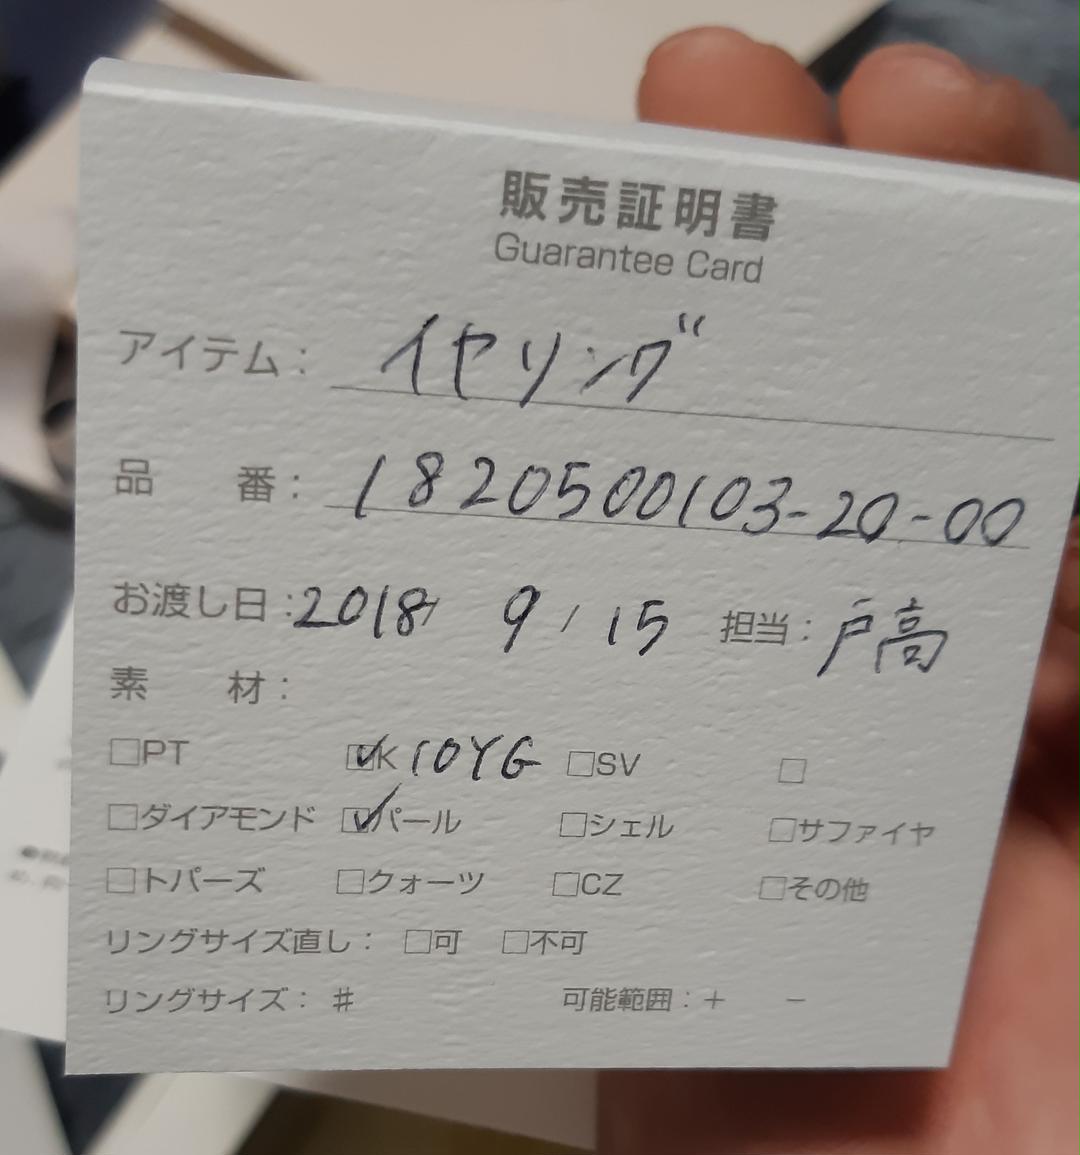 販売証明書
Guarantee Card
アイテム： イヤリング
品番： 1820500103-20-00
お渡し日：2018/ 9 / 15 担当：戸高
素材：
□PT ☑K10YG □SV □
□ダイアモンド ☑パール □シェル □サファイヤ
□トパーズ □クォーツ □CZ □その他
リングサイズ直し： □可 □不可
リングサイズ： # 可能範囲：+ −